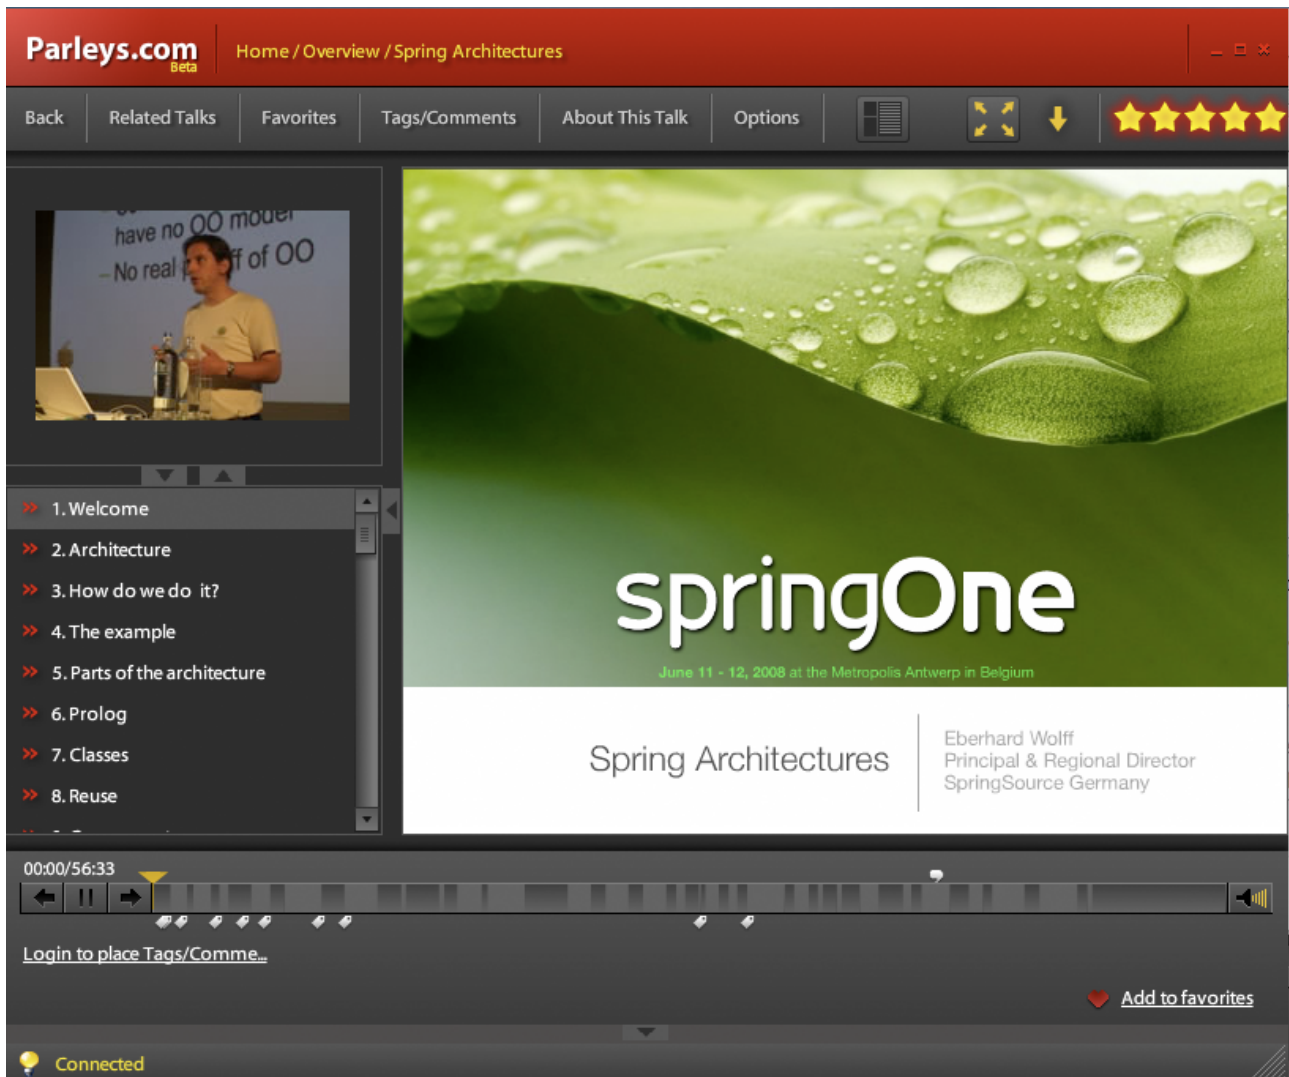 Parleys.com
Beta
Home / Overview / Spring Architectures
Back
Related Talks
Favorites
Tags/Comments
About This Talk
Options
have no OO model
– No real
ff of OO
springOne
June 11 - 12, 2008 at the Metropolis Antwerp in Belgium
Spring Architectures
Eberhard Wolff
Principal & Regional Director
SpringSource Germany
1. Welcome
2. Architecture
3. How do we do it?
4. The example
5. Parts of the architecture
6. Prolog
7. Classes
8. Reuse
00:00/56:33
Login to place Tags/Comme...
Add to favorites
Connected